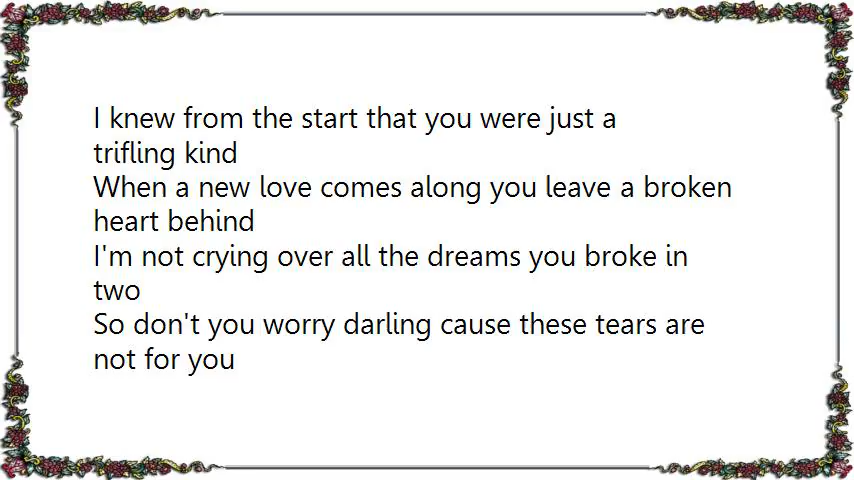 I knew from the start that you were just a
trifling kind
When a new love comes along you leave a broken
heart behind
I'm not crying over all the dreams you broke in
two
So don't you worry darling cause these tears are
not for you